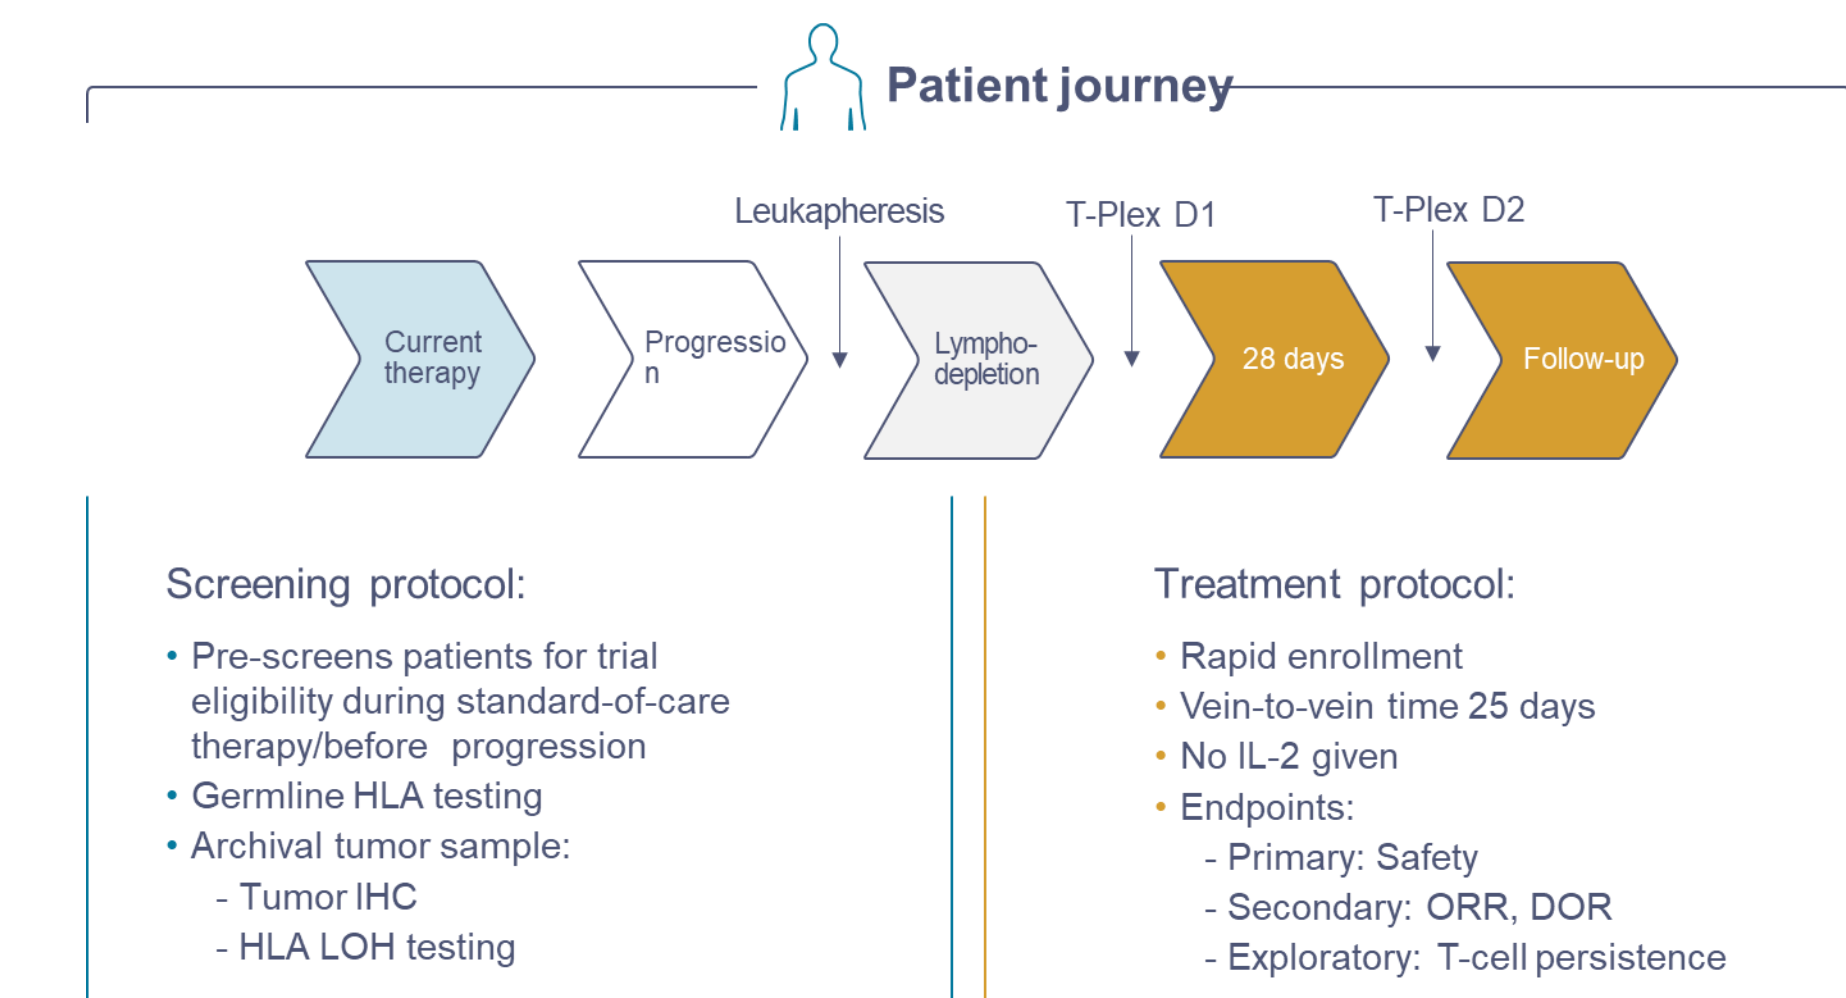 Patient journey
Leukapheresis
T-Plex D1
T-Plex D2
Current
therapy
Progressio
n
Lympho-
depletion
28 days
Follow-up
Screening protocol:
• Pre-screens patients for trial
eligibility during standard-of-care
therapy/before progression
• Germline HLA testing
• Archival tumor sample:
- Tumor IHC
- HLA LOH testing
Treatment protocol:
• Rapid enrollment
• Vein-to-vein time 25 days
• No IL-2 given
• Endpoints:
- Primary: Safety
- Secondary: ORR, DOR
- Exploratory: T-cell persistence